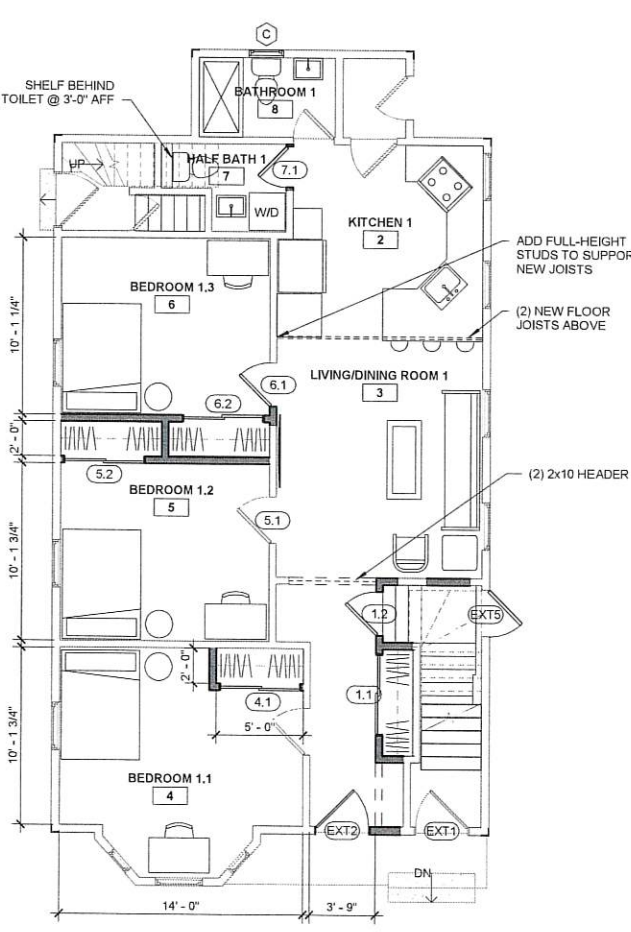 C
SHELF BEHIND
TOILET @ 3'-0" AFF
BATHROOM 1
8
UP
HALF BATH 1
7
7.1
W/D
KITCHEN 1
2
ADD FULL-HEIGHT
STUDS TO SUPPOR
NEW JOISTS
(2) NEW FLOOR
JOISTS ABOVE
BEDROOM 1.3
6
10' - 1 1/4"
6.1
6.2
LIVING/DINING ROOM 1
3
2' - 0"
5.2
BEDROOM 1.2
5
5.1
(2) 2x10 HEADER
10' - 1 3/4"
1.2
EXT5
2' - 0"
4.1
5' - 0"
1.1
10' - 1 3/4"
BEDROOM 1.1
4
EXT2
EXT1
DN
14' - 0"
3' - 9"